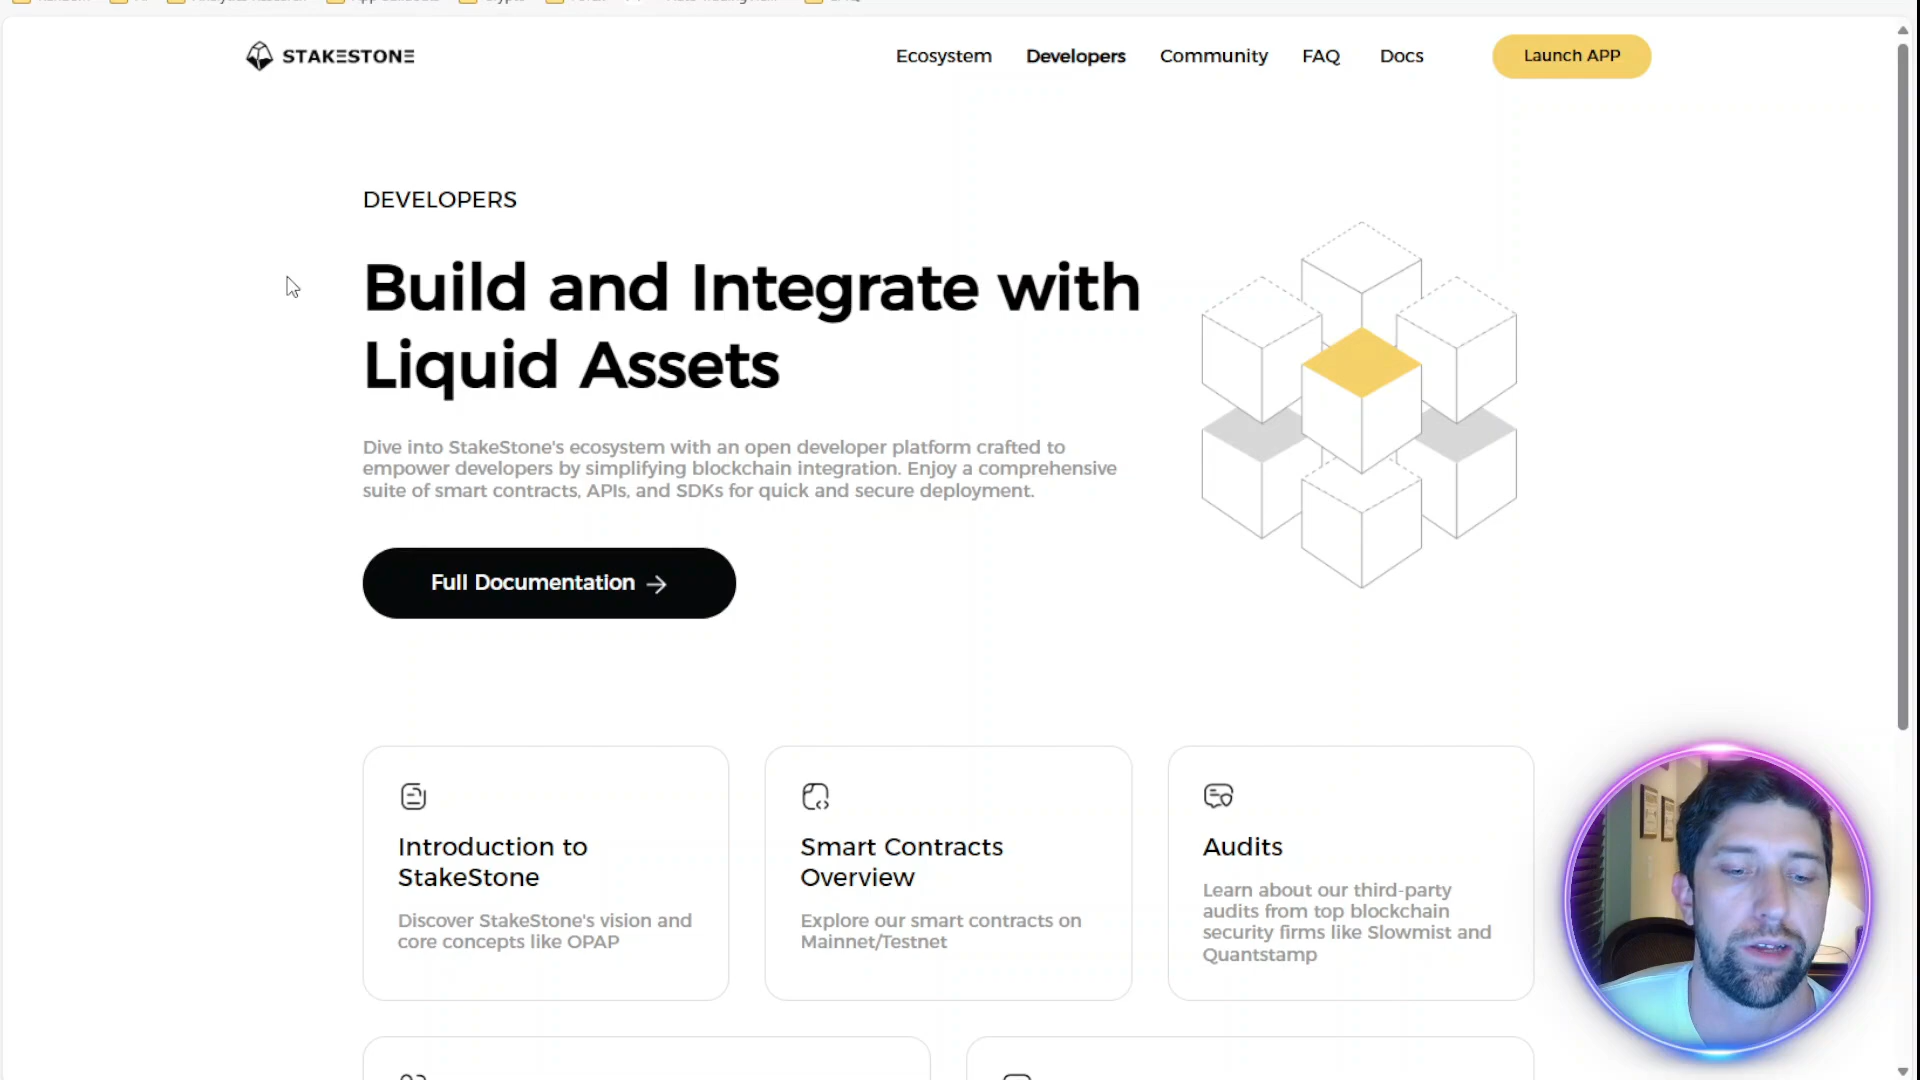 STAKESTONE
Ecosystem
Developers
Community
FAQ
Docs
Launch APP
DEVELOPERS
Build and Integrate with
Liquid Assets
Dive into StakeStone's ecosystem with an open developer platform crafted to
empower developers by simplifying blockchain integration. Enjoy a comprehensive
suite of smart contracts, APIs, and SDKs for quick and secure deployment.
Full Documentation →
Introduction to
StakeStone
Discover StakeStone's vision and
core concepts like OPAP
Smart Contracts
Overview
Explore our smart contracts on
Mainnet/Testnet
Audits
Learn about our third-party
audits from top blockchain
security firms like Slowmist and
Quantstamp